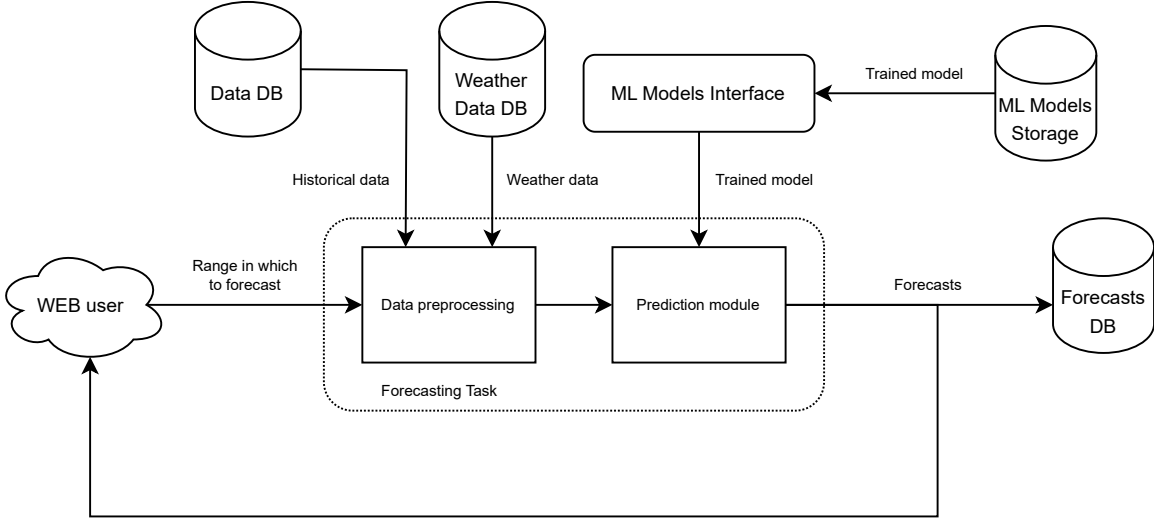 Data DB
Weather
Data DB
ML Models Interface
Trained model
ML Models
Storage
Historical data
Weather data
Trained model
WEB user
Range in which
to forecast
Data preprocessing
Prediction module
Forecasts
Forecasts
DB
Forecasting Task